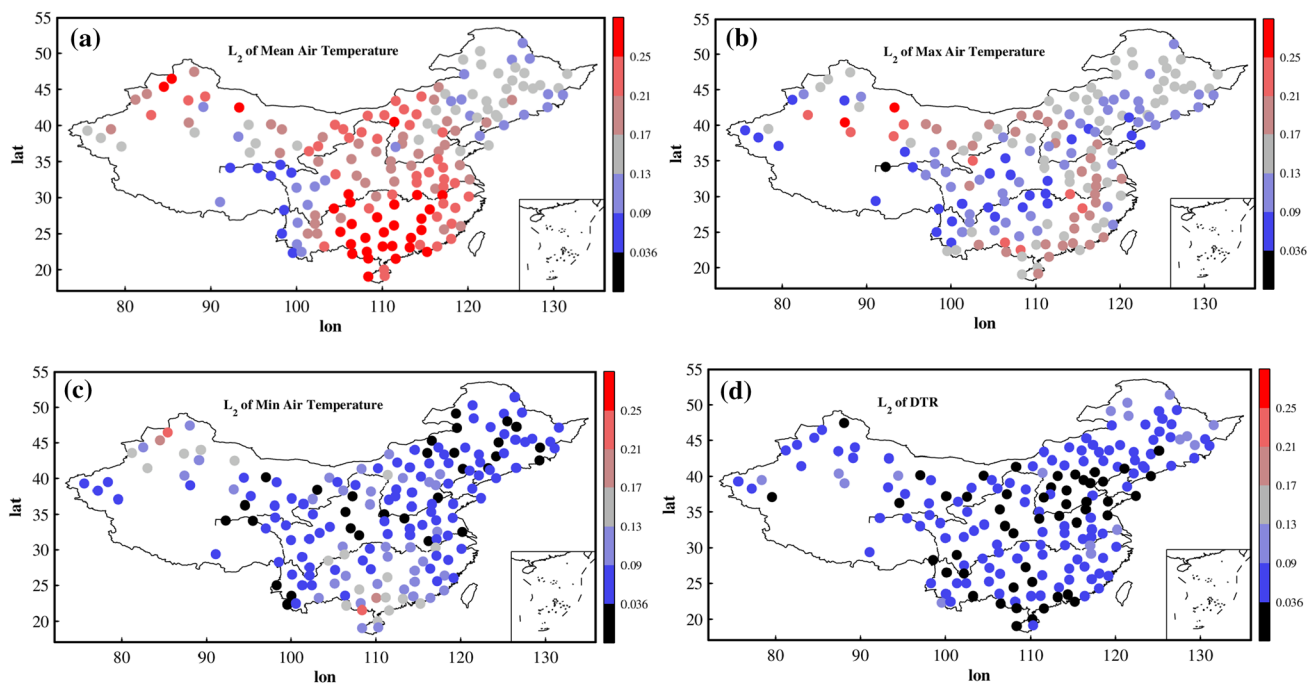 (a)
L2 of Mean Air Temperature
55
50
45
40
35
30
25
20
lat
80 90 100 110 120 130
lon
0.25
0.21
0.17
0.13
0.09
0.036
(b)
L2 of Max Air Temperature
55
50
45
40
35
30
25
20
lat
80 90 100 110 120 130
lon
0.25
0.21
0.17
0.13
0.09
0.036
(c)
L2 of Min Air Temperature
55
50
45
40
35
30
25
20
lat
80 90 100 110 120 130
lon
0.25
0.21
0.17
0.13
0.09
0.036
(d)
L2 of DTR
55
50
45
40
35
30
25
20
lat
80 90 100 110 120 130
lon
0.25
0.21
0.17
0.13
0.09
0.036